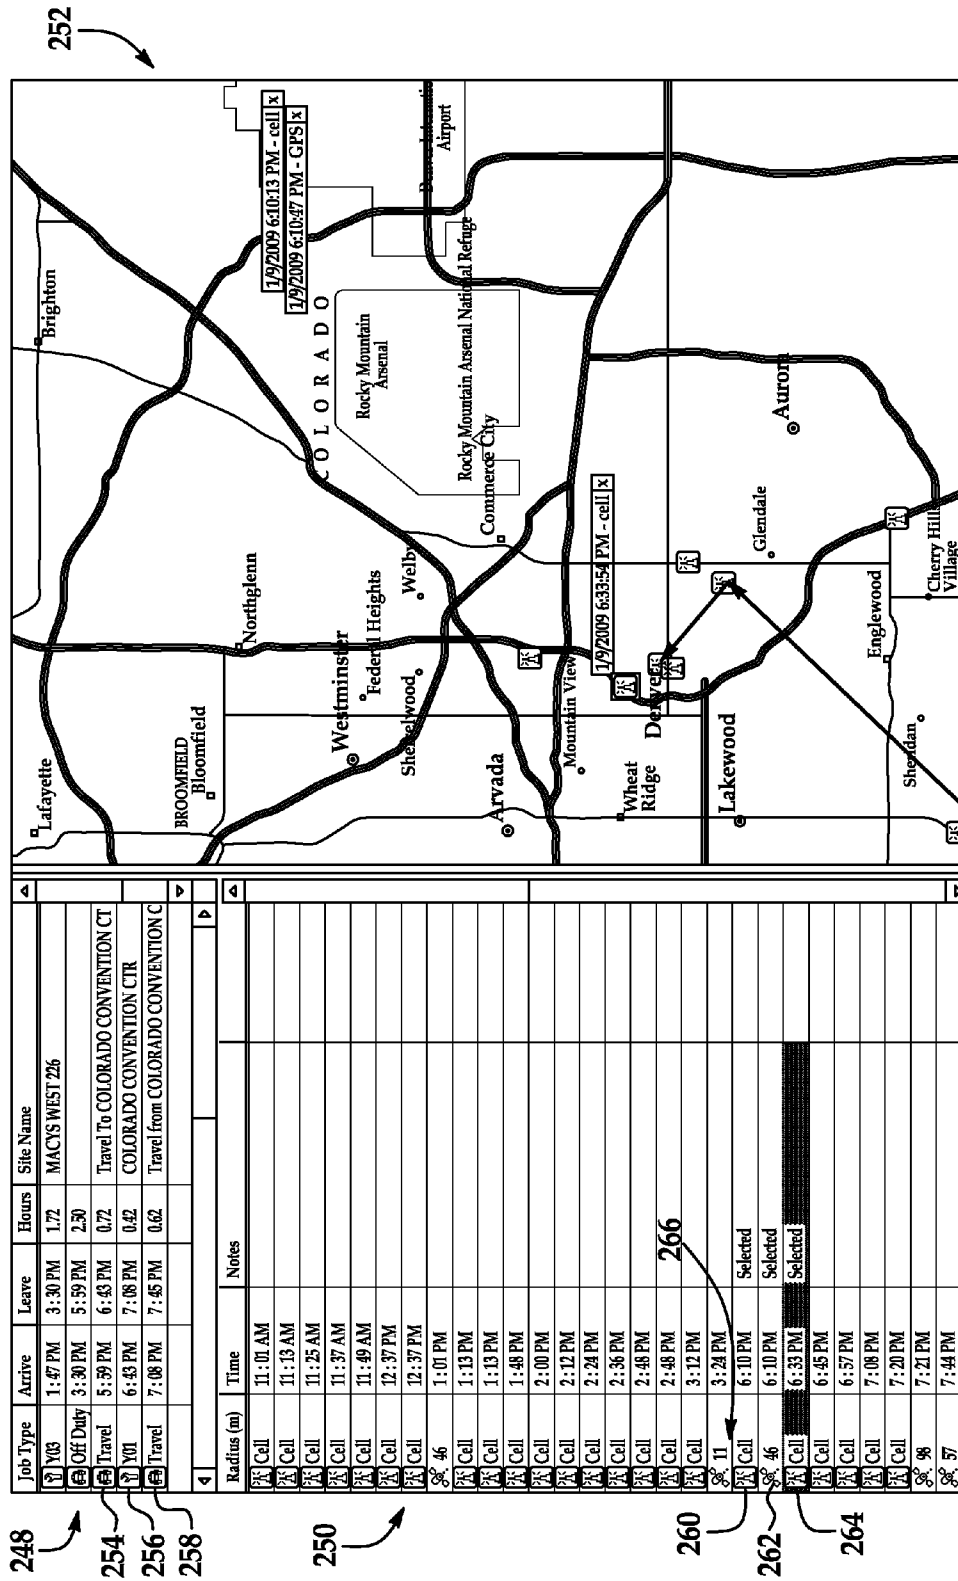 248
Job Type Arrive Leave Hours Site Name
Y03 1:47 PM 3:30 PM 1.72 MACYS WEST 226
Off Duty 3:30 PM 5:59 PM 2.50
Travel 5:59 PM 6:43 PM 0.72 Travel To COLORADO CONVENTION CT
Y01 6:43 PM 7:08 PM 0.42 COLORADO CONVENTION CTR
Travel 7:08 PM 7:45 PM 0.62 Travel from COLORADO CONVENTION C
254
256
258
250
Radius (m) Time Notes
Cell 11:01 AM
Cell 11:13 AM
Cell 11:25 AM
Cell 11:37 AM
Cell 11:49 AM
Cell 12:37 PM
Cell 12:37 PM
46 1:01 PM
Cell 1:13 PM
Cell 1:13 PM
Cell 1:48 PM
Cell 2:00 PM
Cell 2:12 PM
Cell 2:24 PM
Cell 2:36 PM
Cell 2:48 PM
Cell 2:48 PM
Cell 3:12 PM
11 3:24 PM
Cell 6:10 PM Selected
46 6:10 PM Selected
Cell 6:33 PM Selected
Cell 6:45 PM
Cell 6:57 PM
Cell 7:08 PM
Cell 7:20 PM
98 7:21 PM
57 7:44 PM
266
260
262
264
252
Lafayette
Brighton
BROOMFIELD
Bloomfield
Northglenn
1/9/2009 6:10:13 PM - cell x
1/9/2009 6:10:47 PM - GPS x
COLORADO
Westminster
Federal Heights
Rocky Mountain
Arsenal
Sherrelwood
Welby
Airport
Rocky Mountain Arsenal National Refuge
Commerce City
Arvada
Mountain View
1/9/2009 6:33:54 PM - cell x
Wheat
Ridge
Denver
Lakewood
Glendale
Aurora
Englewood
Sheridan
Cherry Hills
Village